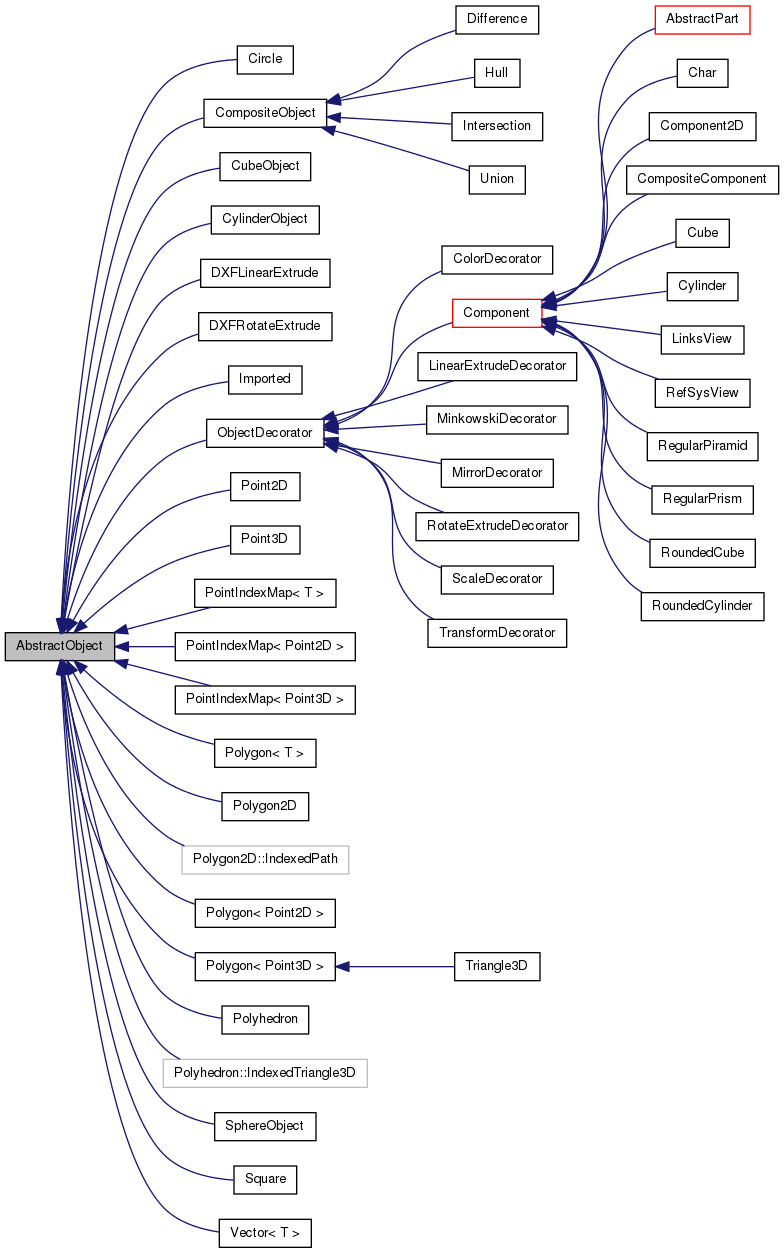 AbstractObject
Circle
CompositeObject
CubeObject
CylinderObject
DXFLinearExtrude
DXFRotateExtrude
Imported
ObjectDecorator
Point2D
Point3D
PointIndexMap< T >
PointIndexMap< Point2D >
PointIndexMap< Point3D >
Polygon< T >
Polygon2D
Polygon2D::IndexedPath
Polygon< Point2D >
Polygon< Point3D >
Polyhedron
Polyhedron::IndexedTriangle3D
SphereObject
Square
Vector< T >
Difference
Hull
Intersection
Union
ColorDecorator
Component
LinearExtrudeDecorator
MinkowskiDecorator
MirrorDecorator
RotateExtrudeDecorator
ScaleDecorator
TransformDecorator
Triangle3D
AbstractPart
Char
Component2D
CompositeComponent
Cube
Cylinder
LinksView
RefSysView
RegularPiramid
RegularPrism
RoundedCube
RoundedCylinder